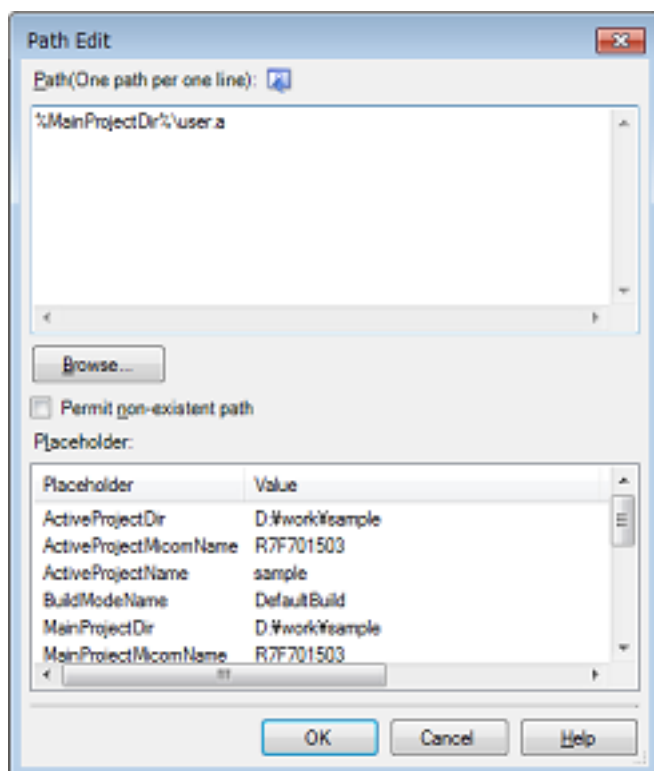 Path Edit
Path(One path per one line):
%MainProjectDir%\user.a
Browse...
Permit non-existent path
Placeholder:
Placeholder Value
ActiveProjectDir D:¥work¥sample
ActiveProjectMicomName R7F701503
ActiveProjectName sample
BuildModeName DefaultBuild
MainProjectDir D:¥work¥sample
MainProjectMicomName R7F701503
OK Cancel Help